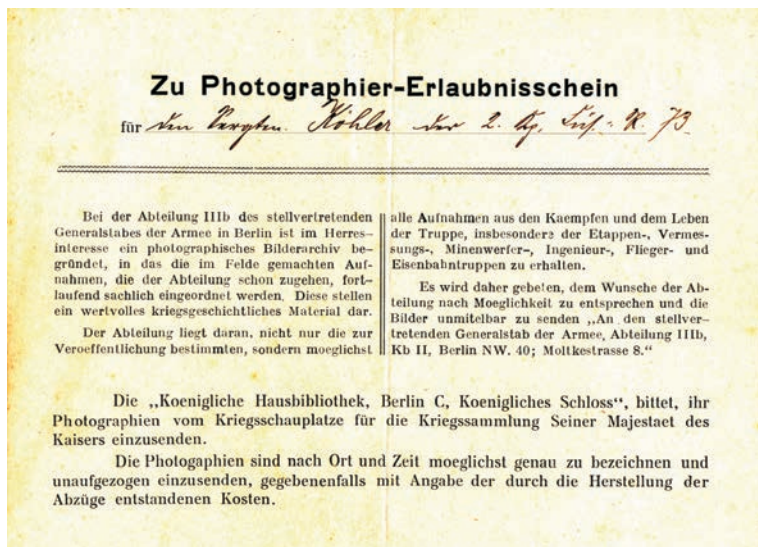 Zu Photographier-Erlaubnisschein
für den Sergten. Köhler der 2. Kp. Füs.-R. 73
Bei der Abteilung IIIb des stellvertretenden
Generalstabes der Armee in Berlin ist im Herres-
interesse ein photographisches Bilderarchiv be-
gründet, in das die im Felde gemachten Auf-
nahmen, die der Abteilung schon zugehen, fort-
laufend sachlich eingeordnet werden. Diese stellen
ein wertvolles kriegsgeschichtliches Material dar.
Der Abteilung liegt daran, nicht nur die zur
Veroeffentlichung bestimmten, sondern moeglichst
alle Aufnahmen aus den Kaempfen und dem Leben
der Truppe, insbesondere der Etappen-, Vermes-
sungs-, Minenwerfer-, Ingenieur-, Flieger- und
Eisenbahntruppen zu erhalten.
Es wird daher gebeten, dem Wunsche der Ab-
teilung nach Moeglichkeit zu entsprechen und die
Bilder unmitelbar zu senden „An den stellver-
tretenden Generalstab der Armee, Abteilung IIIb,
Kb II, Berlin NW. 40; Moltkestrasse 8.“
Die „Koenigliche Hausbibliothek, Berlin C, Koenigliches Schloss“, bittet, ihr
Photographien vom Kriegsschauplatze für die Kriegssammlung Seiner Majestaet des
Kaisers einzusenden.
Die Photogaphien sind nach Ort und Zeit moeglichst genau zu bezeichnen und
unaufgezogen einzusenden, gegebenenfalls mit Angabe der durch die Herstellung der
Abzüge entstandenen Kosten.